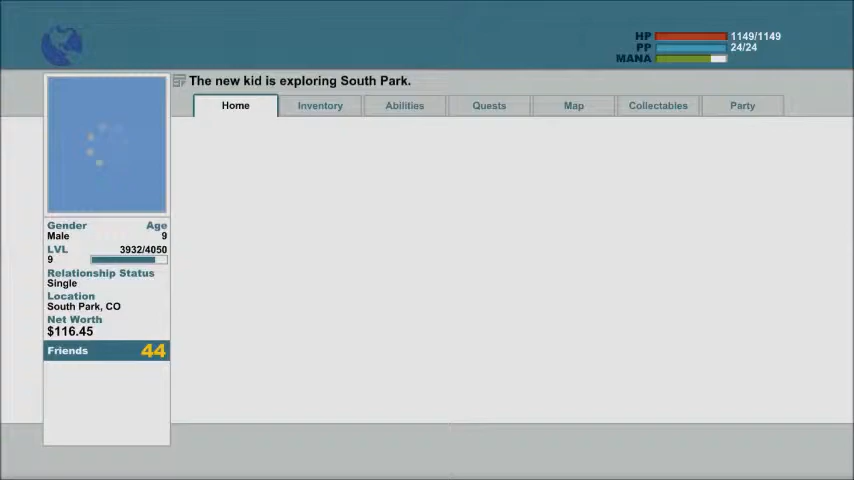 HP 1149/1149
PP 24/24
MANA
The new kid is exploring South Park.
Home Inventory Abilities Quests Map Collectables Party
Gender Age
Male 9
LVL 3932/4050
9
Relationship Status
Single
Location
South Park, CO
Net Worth
$116.45
Friends 44